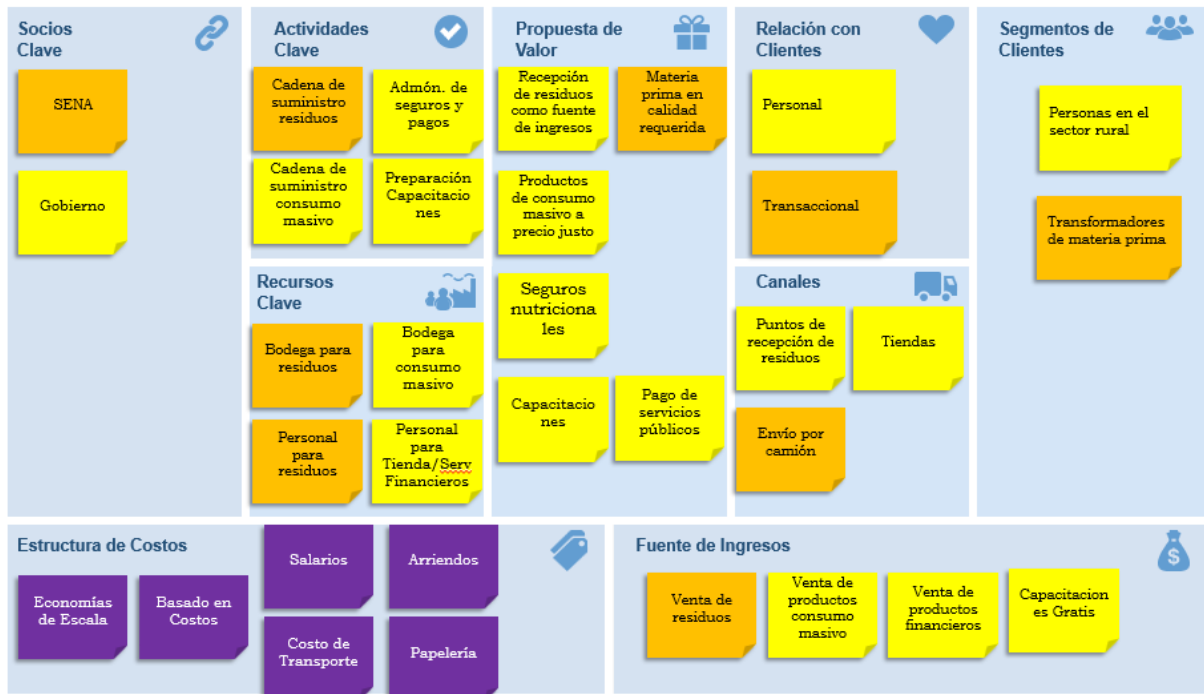 Socios
Clave
SENA
Gobierno
Actividades
Clave
Cadena de
suministro
residuos
Admón. de
seguros y
pagos
Cadena de
suministro
consumo
masivo
Preparación
Capacitacio
nes
Recursos
Clave
Bodega para
residuos
Bodega
para
consumo
masivo
Personal
para
residuos
Personal
para
Tienda/Serv
Financieros
Propuesta de
Valor
Recepción
de residuos
como fuente
de ingresos
Materia
prima en
calidad
requerida
Productos
de consumo
masivo a
precio justo
Seguros
nutriciona
les
Capacitacio
nes
Pago de
servicios
públicos
Relación con
Clientes
Personal
Transaccional
Canales
Puntos de
recepción de
residuos
Tiendas
Envío por
camión
Segmentos de
Clientes
Personas en el
sector rural
Transformadores
de materia prima
Estructura de Costos
Economías
de Escala
Basado en
Costos
Salarios
Arriendos
Costo de
Transporte
Papelería
Fuente de Ingresos
$
Venta de
residuos
Venta de
productos
consumo
masivo
Venta de
productos
financieros
Capacitacion
es Gratis